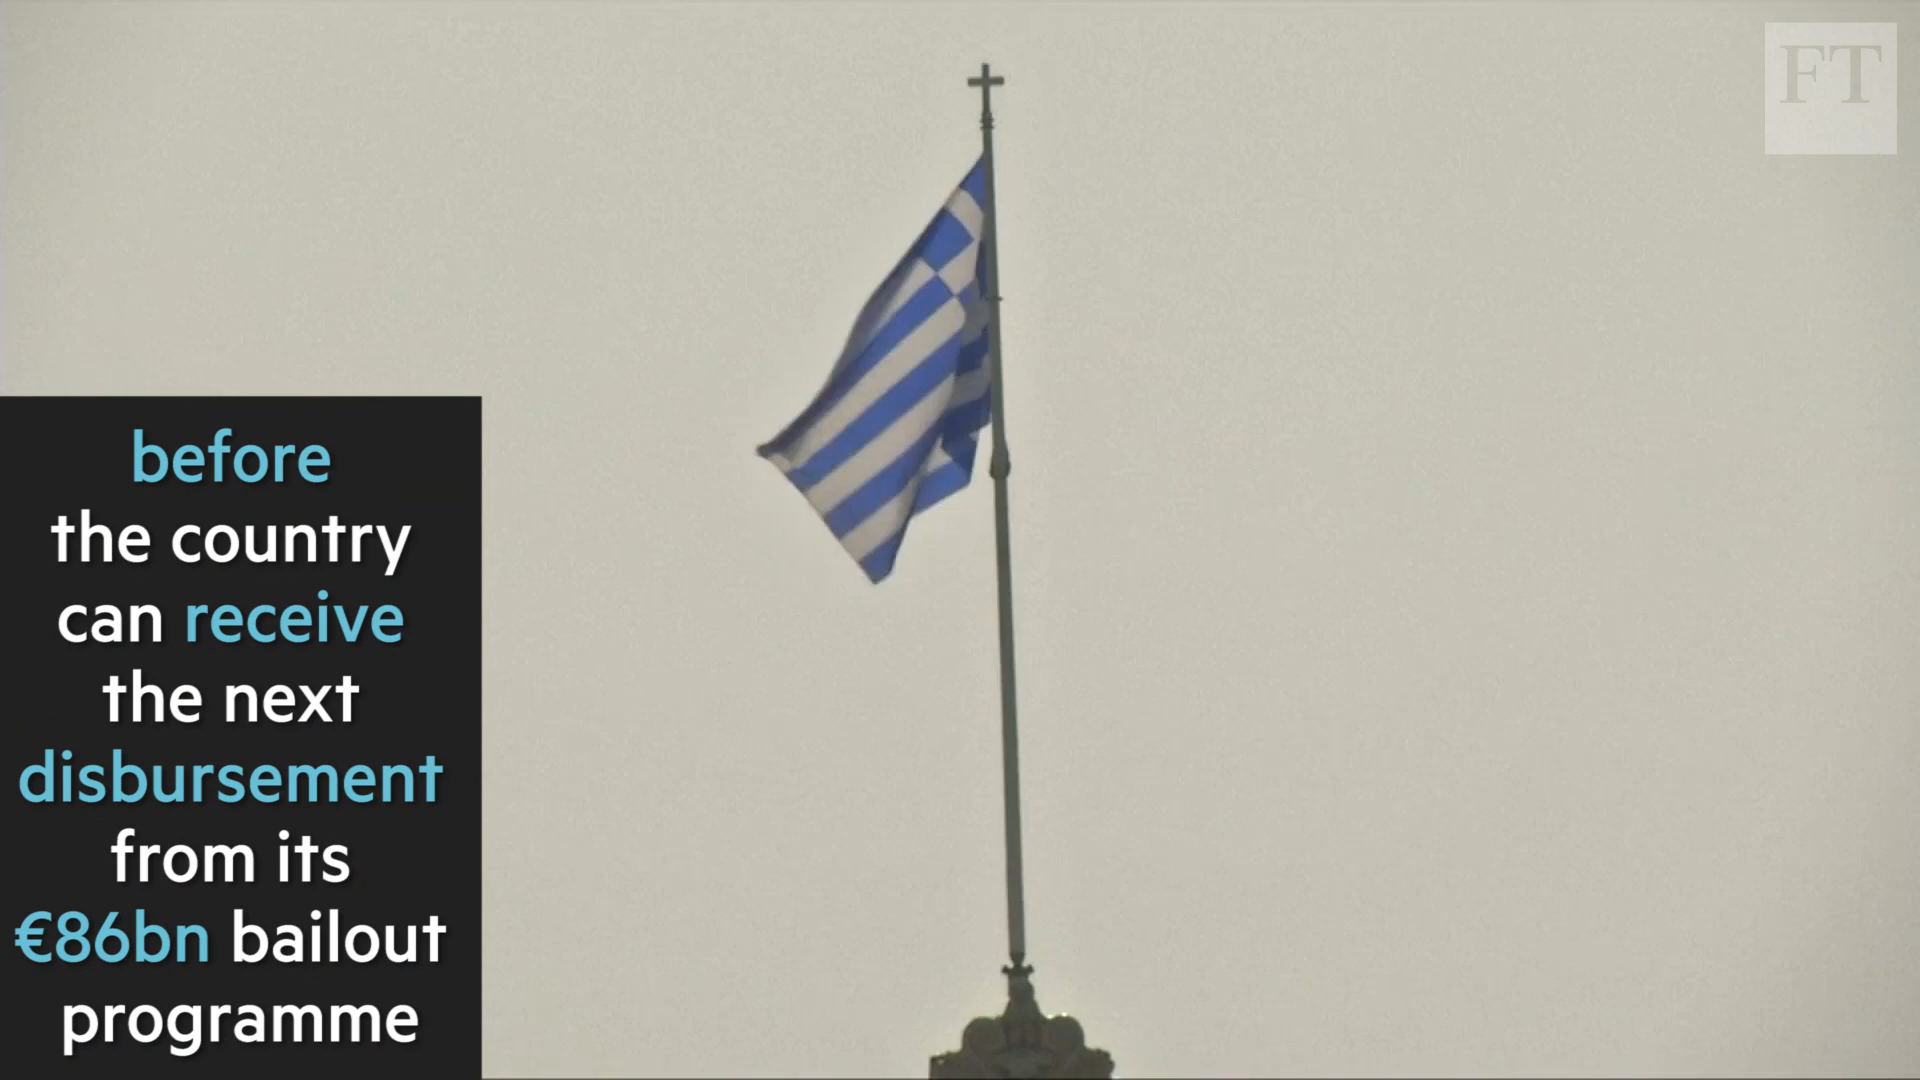 FT
before
the country
can receive
the next
disbursement
from its
€86bn bailout
programme